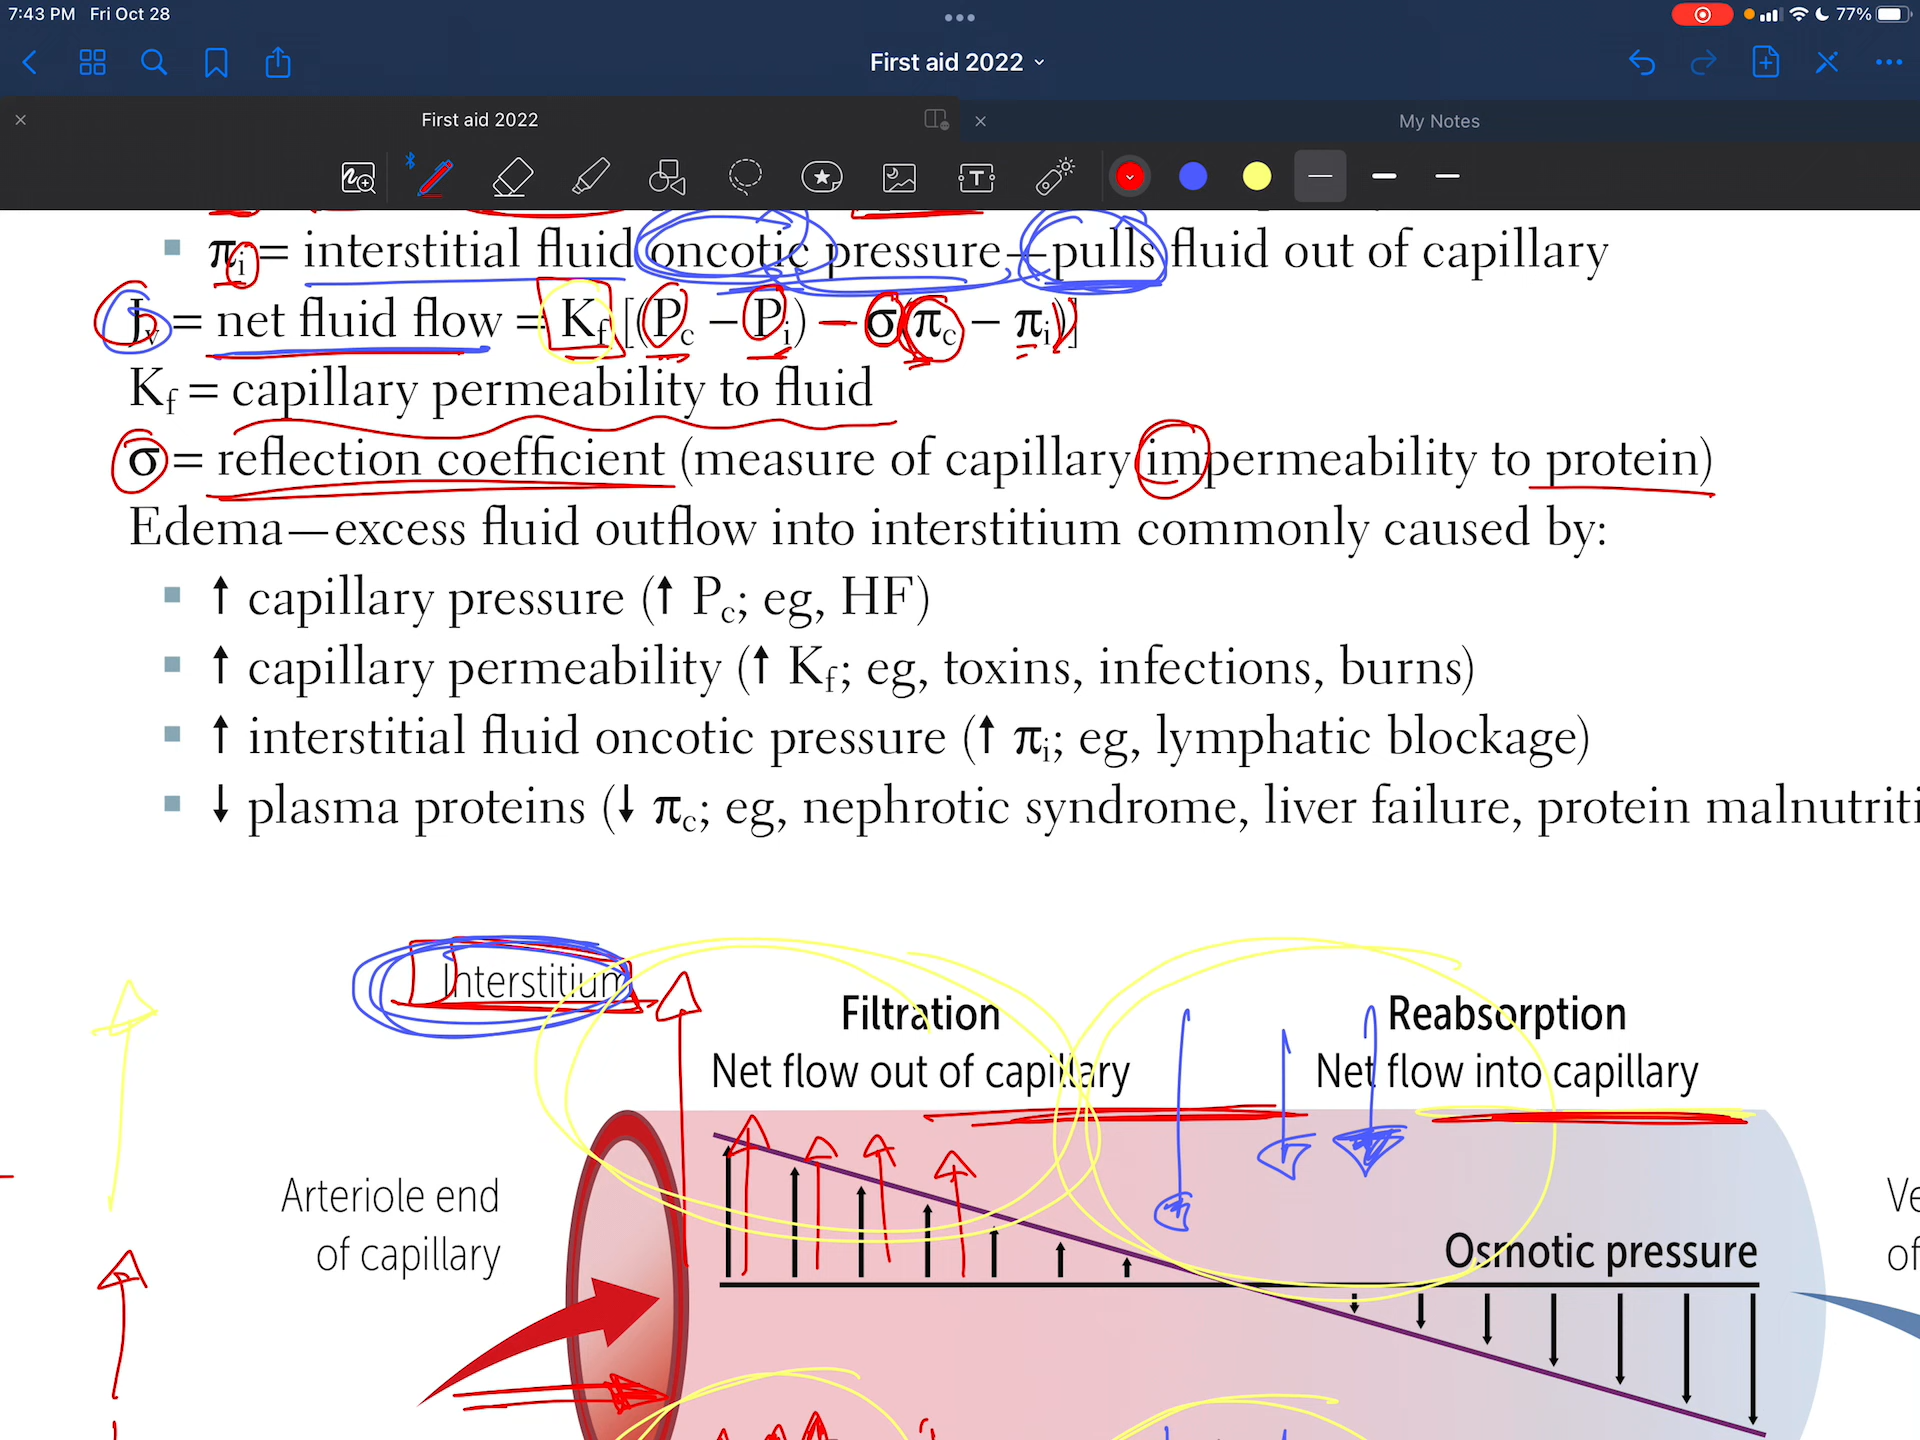 7:43 PM Fri Oct 28
77%
First aid 2022
First aid 2022
My Notes
πi = interstitial fluid oncotic pressure—pulls fluid out of capillary
Jv = net fluid flow = Kf [(Pc − Pi) − σ(πc − πi)]
Kf = capillary permeability to fluid
σ = reflection coefficient (measure of capillary impermeability to protein)
Edema—excess fluid outflow into interstitium commonly caused by:
↑ capillary pressure (↑ Pc; eg, HF)
↑ capillary permeability (↑ Kf; eg, toxins, infections, burns)
↑ interstitial fluid oncotic pressure (↑ πi; eg, lymphatic blockage)
↓ plasma proteins (↓ πc; eg, nephrotic syndrome, liver failure, protein malnutriti
Interstitium
Filtration
Net flow out of capillary
Reabsorption
Net flow into capillary
Arteriole end
of capillary
Ve
of
Osmotic pressure